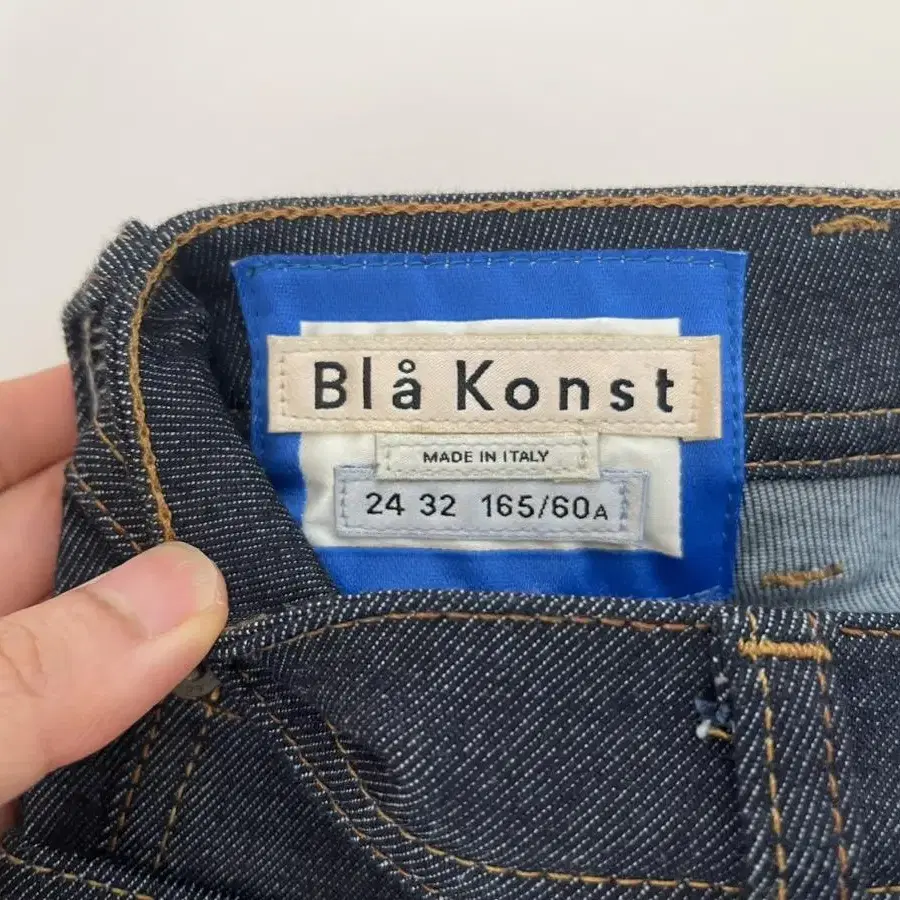 Blå Konst
MADE IN ITALY
24 32 165/60A